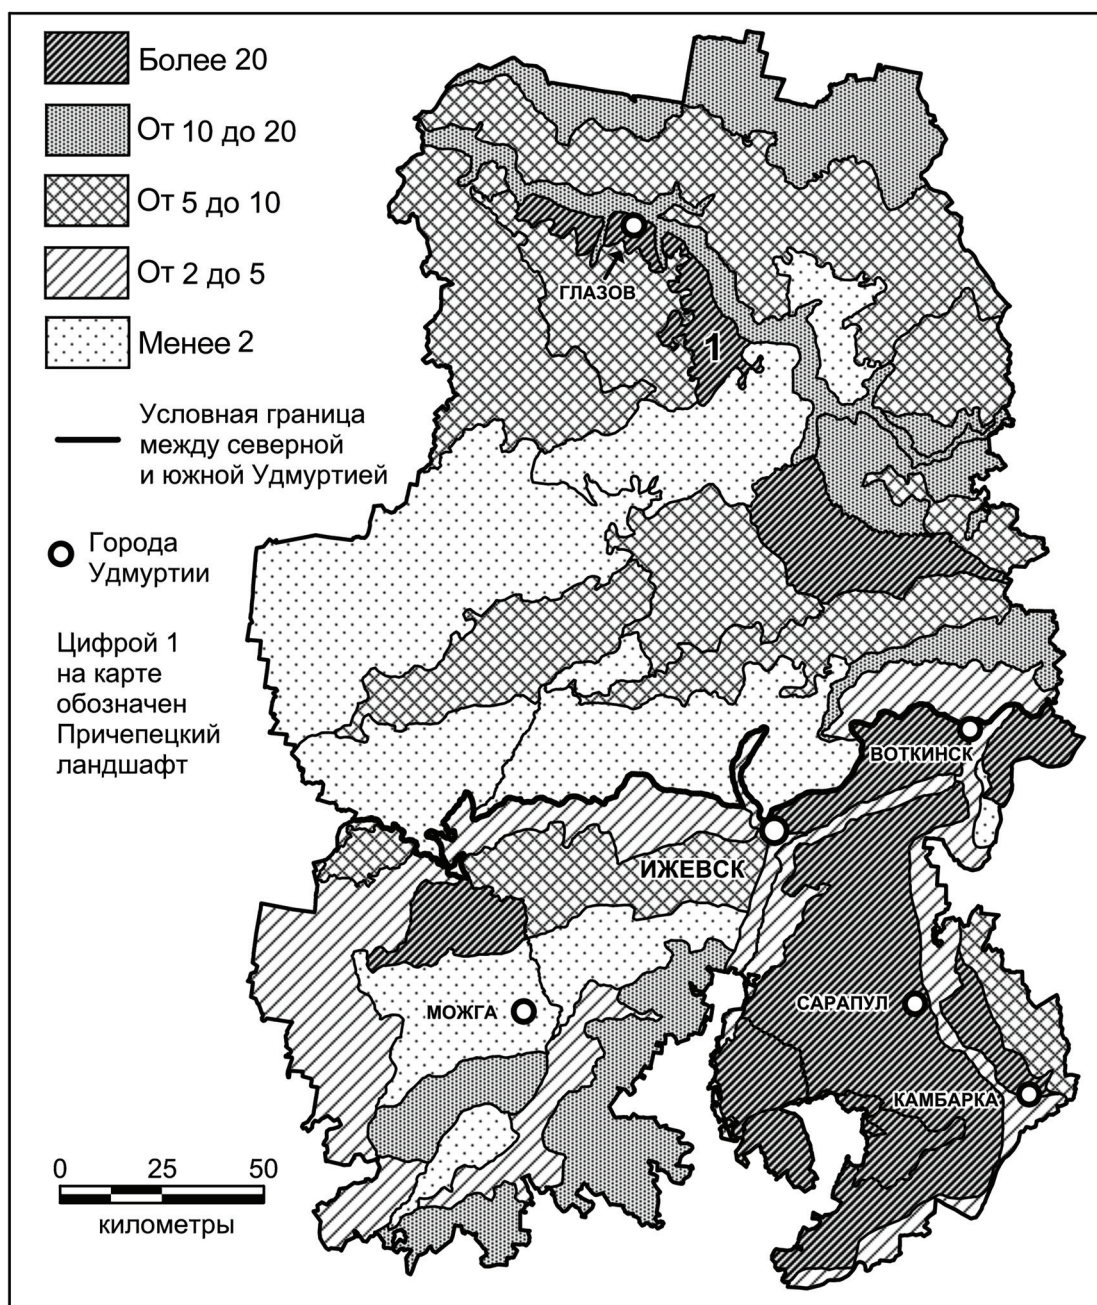 Более 20
От 10 до 20
От 5 до 10
От 2 до 5
Менее 2
Условная граница
между северной
и южной Удмуртией
Города
Удмуртии
Цифрой 1
на карте
обозначен
Причепецкий
ландшафт
ГЛАЗОВ
1
ВОТКИНСК
ИЖЕВСК
МОЖГА
САРАПУЛ
КАМБАРКА
0 25 50
километры